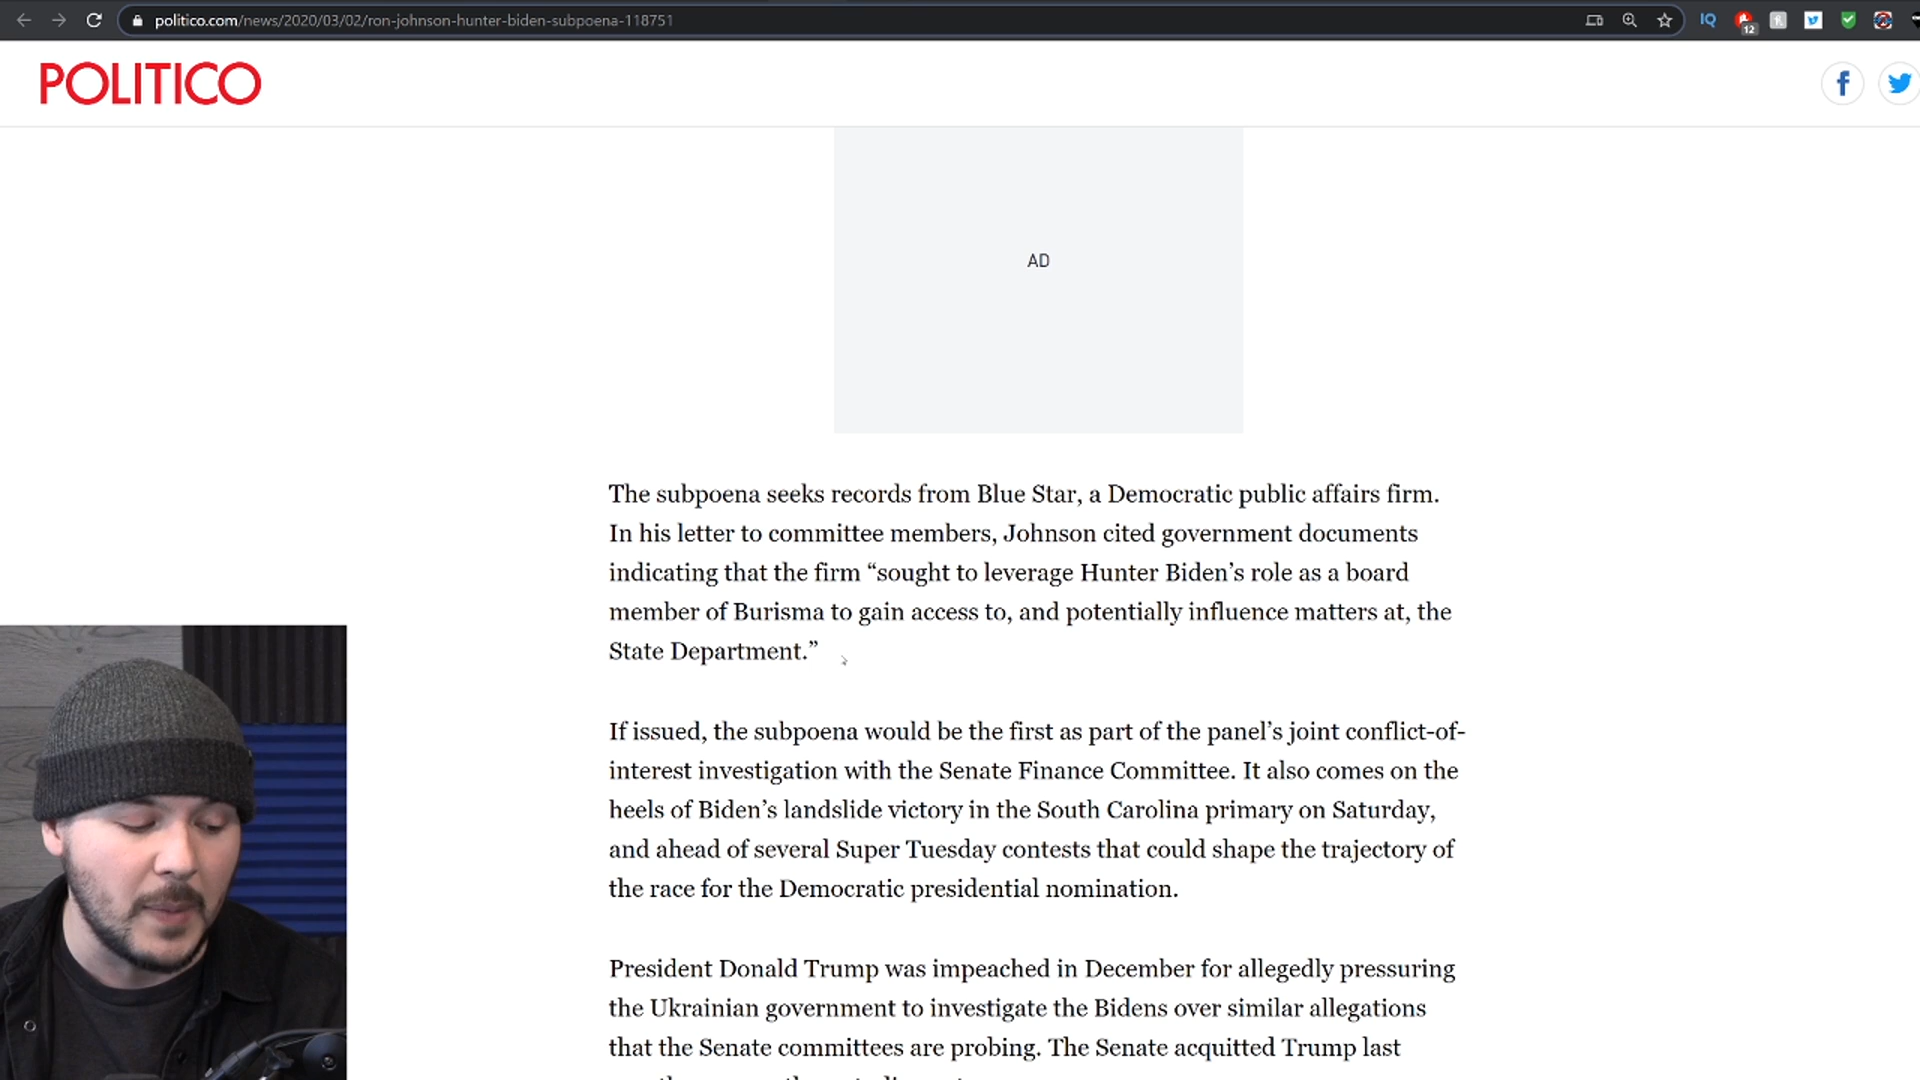 politico.com/news/2020/03/02/ron-johnson-hunter-biden-subpoena-118751
IQ
12
POLITICO
AD
The subpoena seeks records from Blue Star, a Democratic public affairs firm.
In his letter to committee members, Johnson cited government documents
indicating that the firm “sought to leverage Hunter Biden’s role as a board
member of Burisma to gain access to, and potentially influence matters at, the
State Department.”
If issued, the subpoena would be the first as part of the panel’s joint conflict-of-
interest investigation with the Senate Finance Committee. It also comes on the
heels of Biden’s landslide victory in the South Carolina primary on Saturday,
and ahead of several Super Tuesday contests that could shape the trajectory of
the race for the Democratic presidential nomination.
President Donald Trump was impeached in December for allegedly pressuring
the Ukrainian government to investigate the Bidens over similar allegations
that the Senate committees are probing. The Senate acquitted Trump last